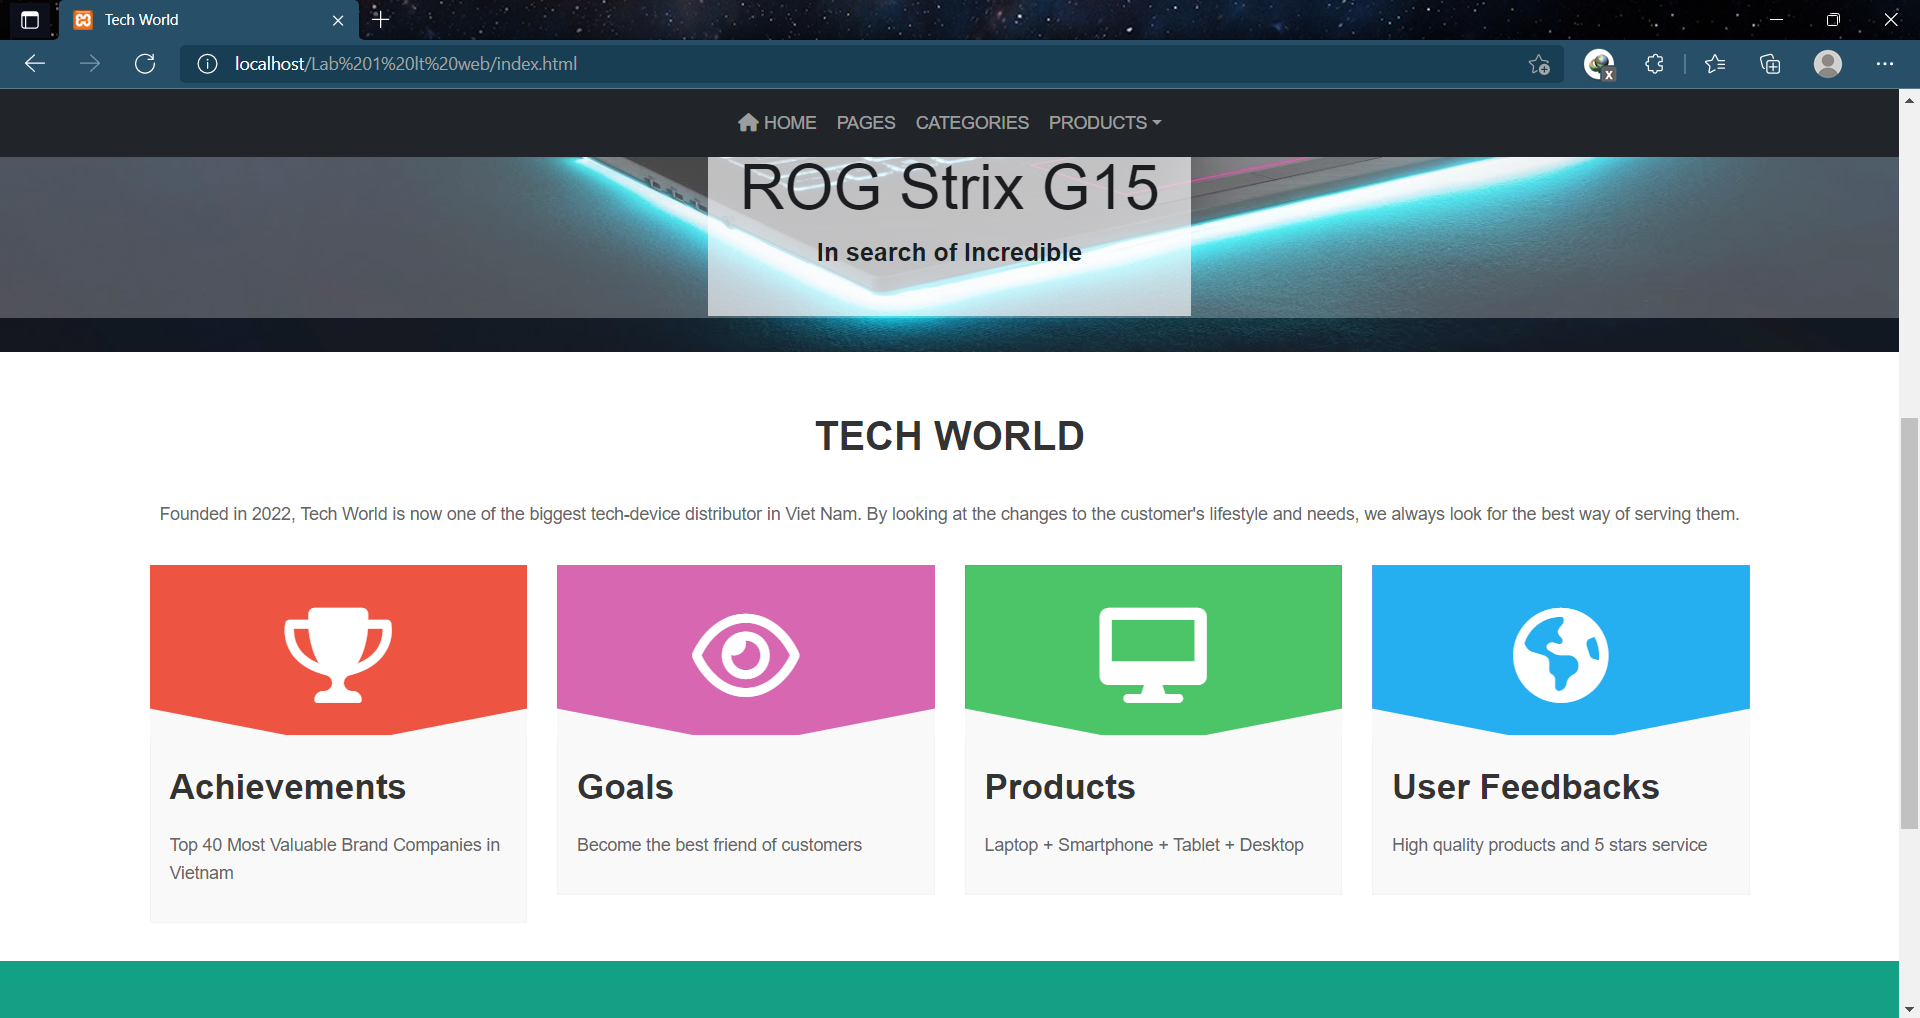 Tech World
localhost/Lab%201%20lt%20web/index.html
HOME PAGES CATEGORIES PRODUCTS
ROG Strix G15
In search of Incredible
TECH WORLD
Founded in 2022, Tech World is now one of the biggest tech-device distributor in Viet Nam. By looking at the changes to the customer's lifestyle and needs, we always look for the best way of serving them.
Achievements
Top 40 Most Valuable Brand Companies in
Vietnam
Goals
Become the best friend of customers
Products
Laptop + Smartphone + Tablet + Desktop
User Feedbacks
High quality products and 5 stars service